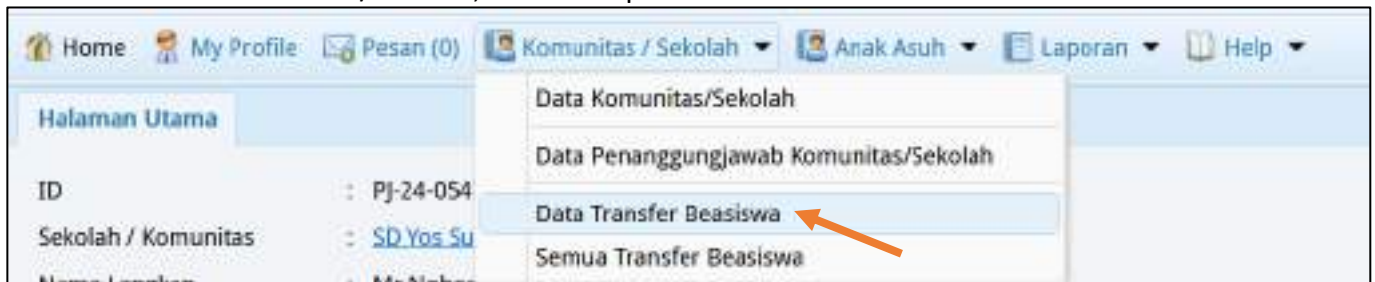 Home My Profile Pesan (0) Komunitas / Sekolah Anak Asuh Laporan Help
Halaman Utama
Data Komunitas/Sekolah
Data Penanggungjawab Komunitas/Sekolah
Data Transfer Beasiswa
Semua Transfer Beasiswa
ID : PJ-24-054
Sekolah / Komunitas : SD Yos Su